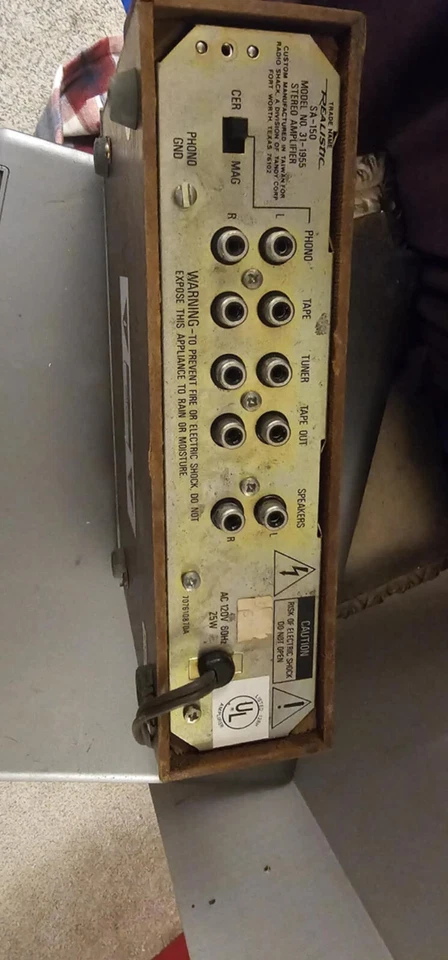 TRADE NAME
REALISTIC
SA-150
MODEL NO. 31-1955
STEREO AMPLIFIER
CUSTOM MANUFACTURED IN TAIWAN FOR
RADIO SHACK, A DIVISION OF TANDY CORP
FORT WORTH, TEXAS 76102
CER
MAG
PHONO
GND
PHONO
TAPE
TUNER
TAPE OUT
SPEAKERS
L
R
L
R
WARNING-TO PREVENT FIRE OR ELECTRIC SHOCK, DO NOT
EXPOSE THIS APPLIANCE TO RAIN OR MOISTURE.
CAUTION
RISK OF ELECTRIC SHOCK
DO NOT OPEN
!
AC 120V 60Hz
25W
UL